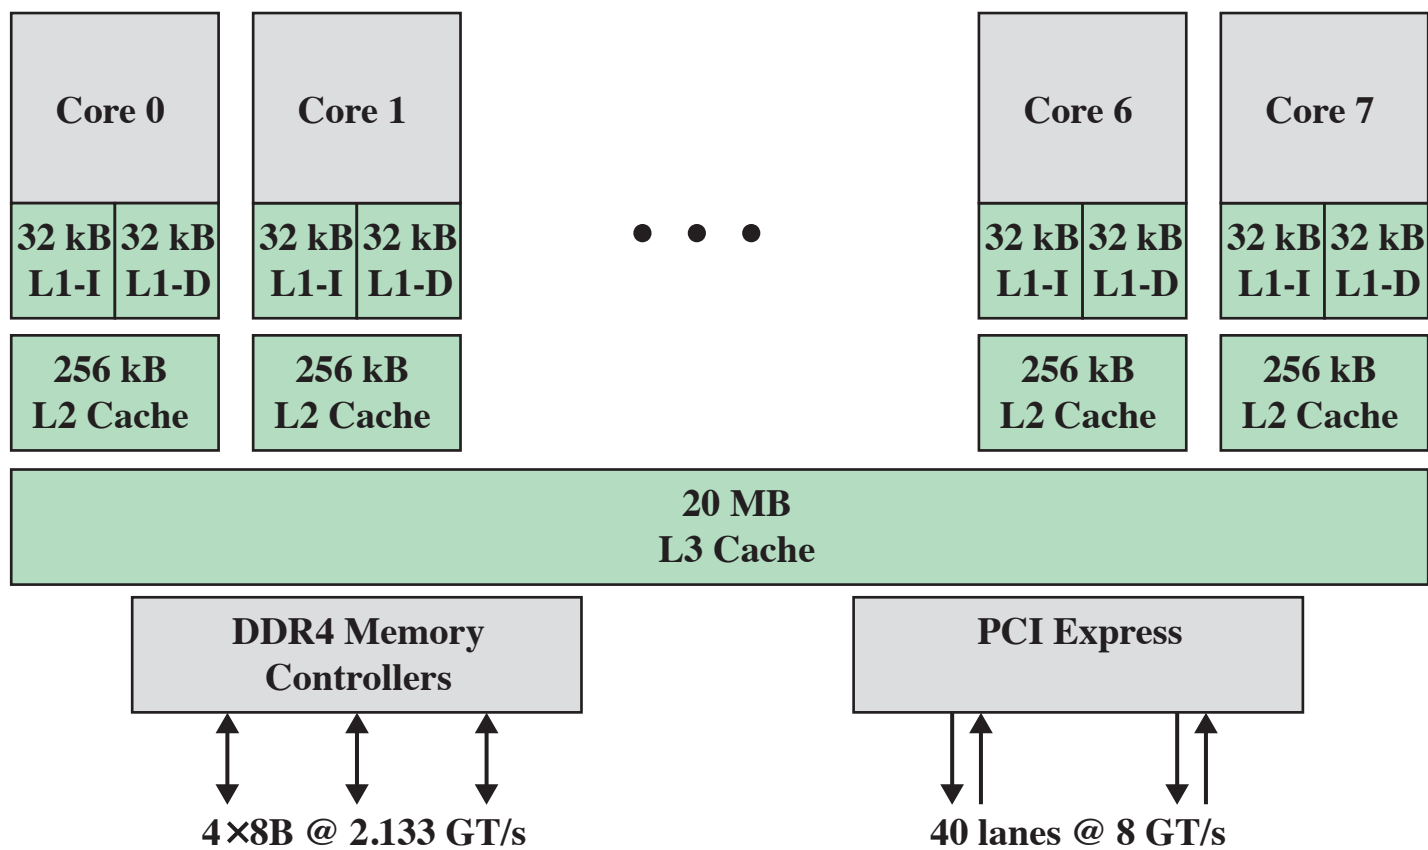 Core 0
Core 1
Core 6
Core 7
32 kB
L1-I
32 kB
L1-D
32 kB
L1-I
32 kB
L1-D
32 kB
L1-I
32 kB
L1-D
32 kB
L1-I
32 kB
L1-D
256 kB
L2 Cache
256 kB
L2 Cache
256 kB
L2 Cache
256 kB
L2 Cache
20 MB
L3 Cache
DDR4 Memory
Controllers
PCI Express
4×8B @ 2.133 GT/s
40 lanes @ 8 GT/s